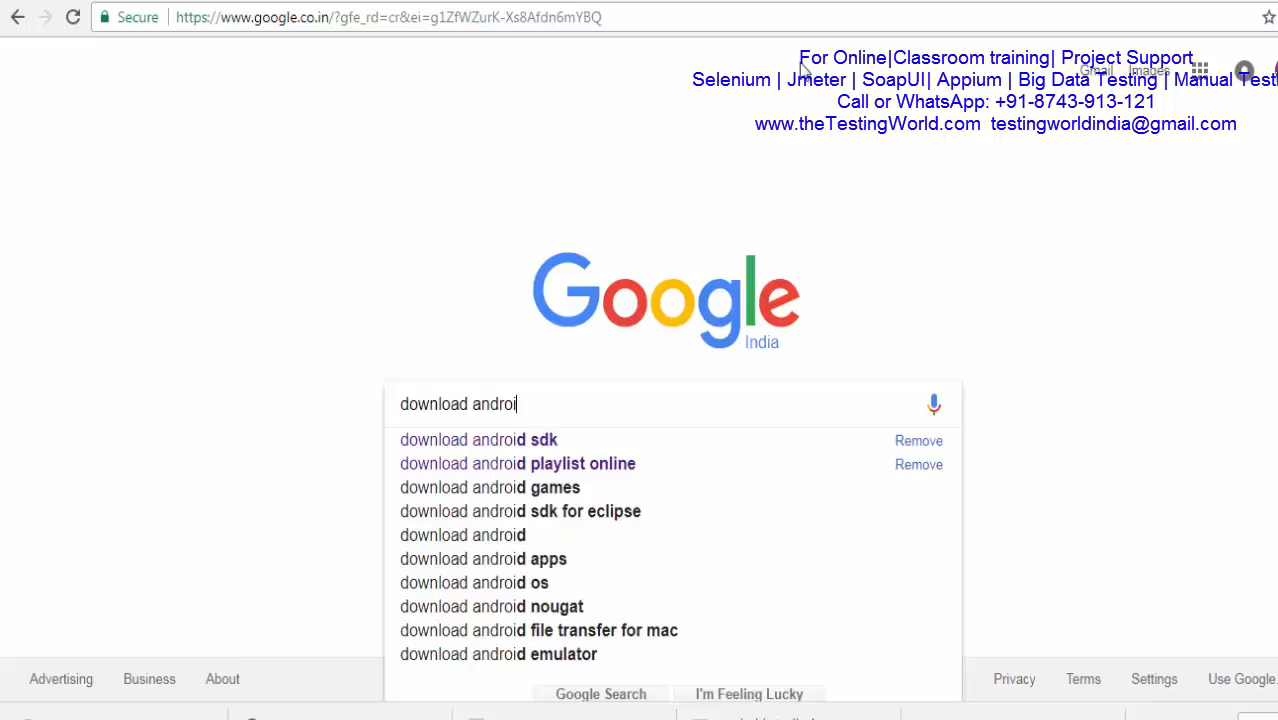 Secure https://www.google.co.in/?gfe_rd=cr&ei=g1ZfWZurK-Xs8Afdn6mYBQ
For Online|Classroom training| Project Support
Gmail Images
Selenium | Jmeter | SoapUI| Appium | Big Data Testing | Manual Testi
Call or WhatsApp: +91-8743-913-121
www.theTestingWorld.com testingworldindia@gmail.com
Google
India
download androi
download android sdk Remove
download android playlist online Remove
download android games
download android sdk for eclipse
download android
download android apps
download android os
download android nougat
download android file transfer for mac
download android emulator
Google Search I'm Feeling Lucky
Advertising Business About Privacy Terms Settings Use Google.